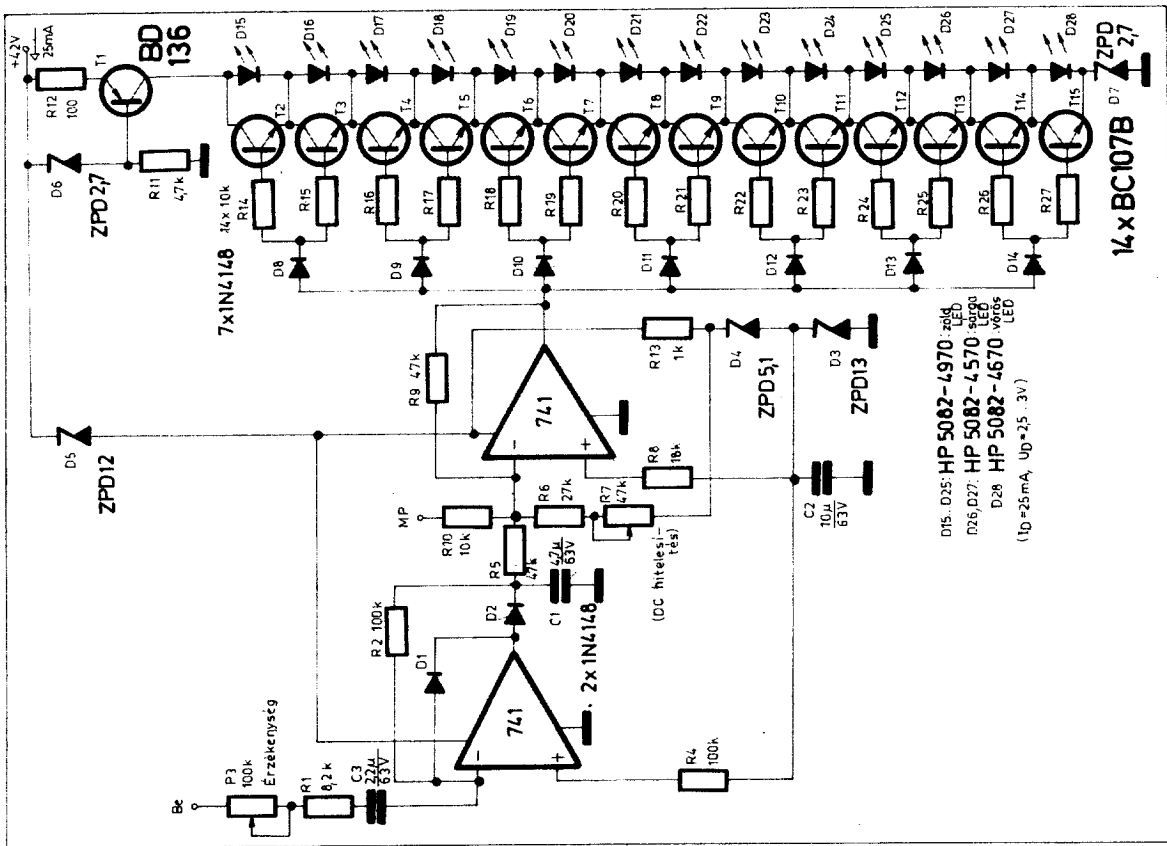 +42V
25mA
R12
100
T1
BD
136
D6
ZPD2,7
R11
4,7k
D15
D16
D17
D18
D19
D20
D21
D22
D23
D24
D25
D26
D27
D28
ZPD
2,7
D7
T2
T3
T4
T5
T6
T7
T8
T9
T10
T11
T12
T13
T14
T15
14x10k
R14
R15
R16
R17
R18
R19
R20
R21
R22
R23
R24
R25
R26
R27
7x1N4148
D8
D9
D10
D11
D12
D13
D14
14xBC107B
D5
ZPD12
R9 47k
741
-
+
R13
1k
D4
ZPD5,1
D3
ZPD13
MP
R10
10k
R5
47k
R6
27k
R7
47k
R8
18k
(DC hitelesí-
tés)
C2
10µ
63V
R2 100k
D1
D2
C1
47µ
63V
2x1N4148
741
-
+
R4
100k
Be
P3
100k
Érzékenység
R1
8,2k
C3
22µ
63V
D15..D25: HP 5082-4970: zöld LED
D26,D27: HP 5082-4570: sárga LED
D28 HP 5082-4670: vörös LED
(ID=25mA, UD=2,5..3V)